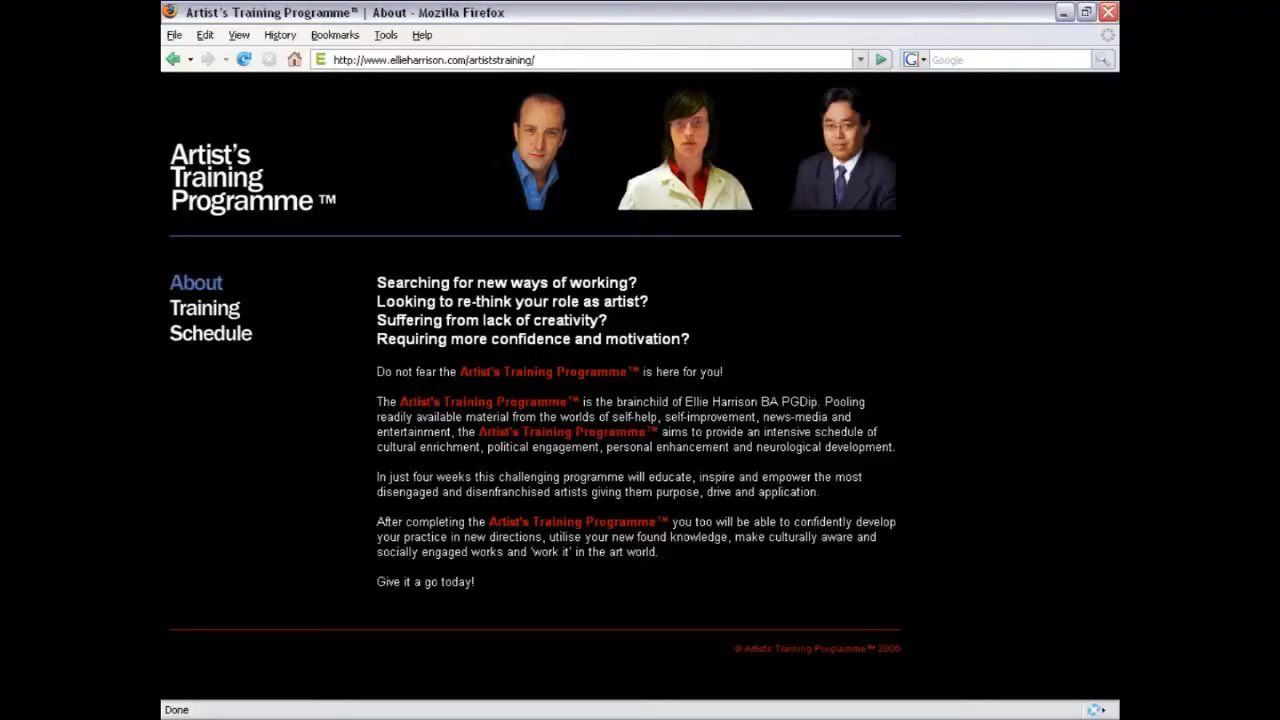 Artist's Training Programme™ | About - Mozilla Firefox
File Edit View History Bookmarks Tools Help
http://www.ellieharrison.com/artiststraining/
Google
Artist's
Training
Programme ™
About
Training
Schedule
Searching for new ways of working?
Looking to re-think your role as artist?
Suffering from lack of creativity?
Requiring more confidence and motivation?
Do not fear the Artist's Training Programme™ is here for you!
The Artist's Training Programme™ is the brainchild of Ellie Harrison BA PGDip. Pooling
readily available material from the worlds of self-help, self-improvement, news-media and
entertainment, the Artist's Training Programme™ aims to provide an intensive schedule of
cultural enrichment, political engagement, personal enhancement and neurological development.
In just four weeks this challenging programme will educate, inspire and empower the most
disengaged and disenfranchised artists giving them purpose, drive and application.
After completing the Artist's Training Programme™ you too will be able to confidently develop
your practice in new directions, utilise your new found knowledge, make culturally aware and
socially engaged works and 'work it' in the art world.
Give it a go today!
© Artist's Training Programme™ 2006
Done